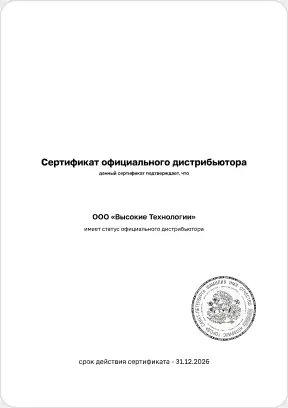 Сертификат официального дистрибьютора
данный сертификат подтверждает, что
ООО «Высокие Технологии»
имеет статус официального дистрибьютора
срок действия сертификата - 31.12.2026